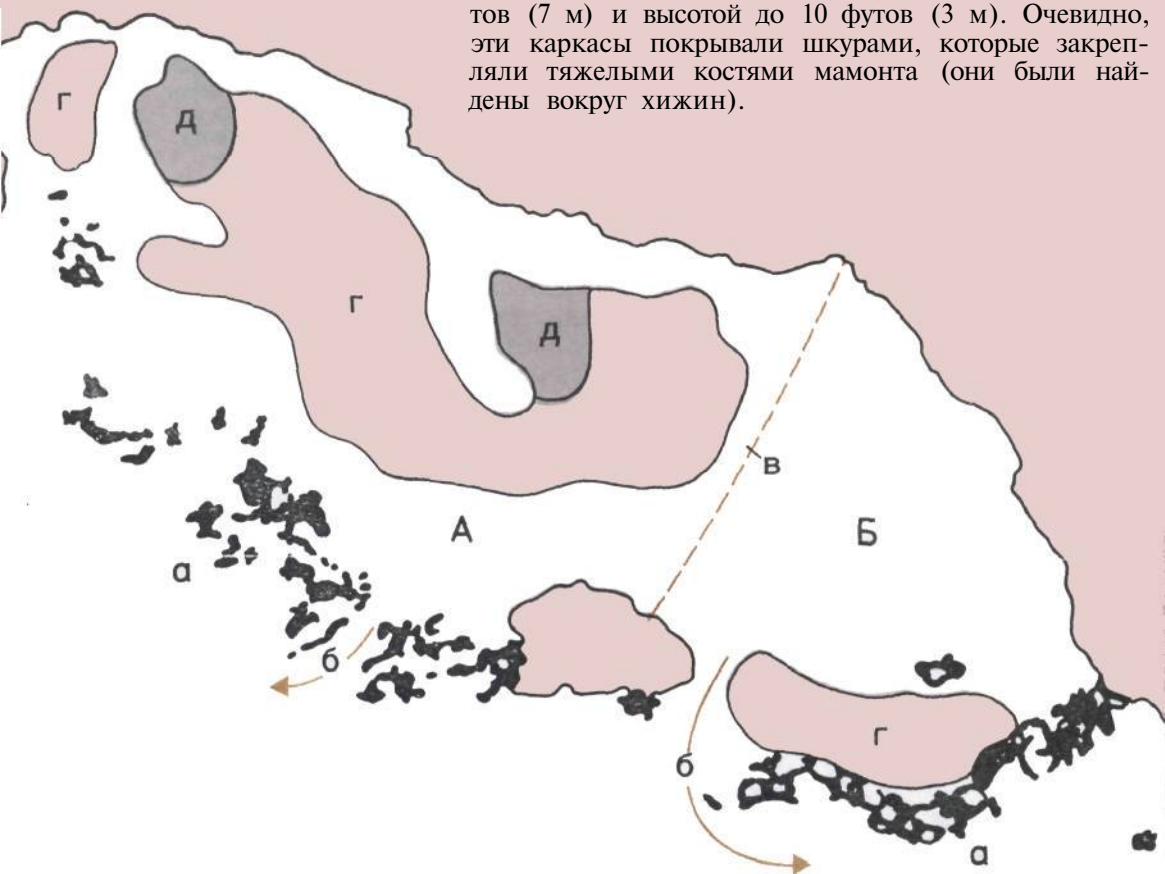 тов (7 м) и высотой до 10 футов (3 м). Очевидно,
эти каркасы покрывали шкурами, которые закреп-
ляли тяжелыми костями мамонта (они были най-
дены вокруг хижин).
г
д
г
д
в
А
Б
а
б
г
б
а